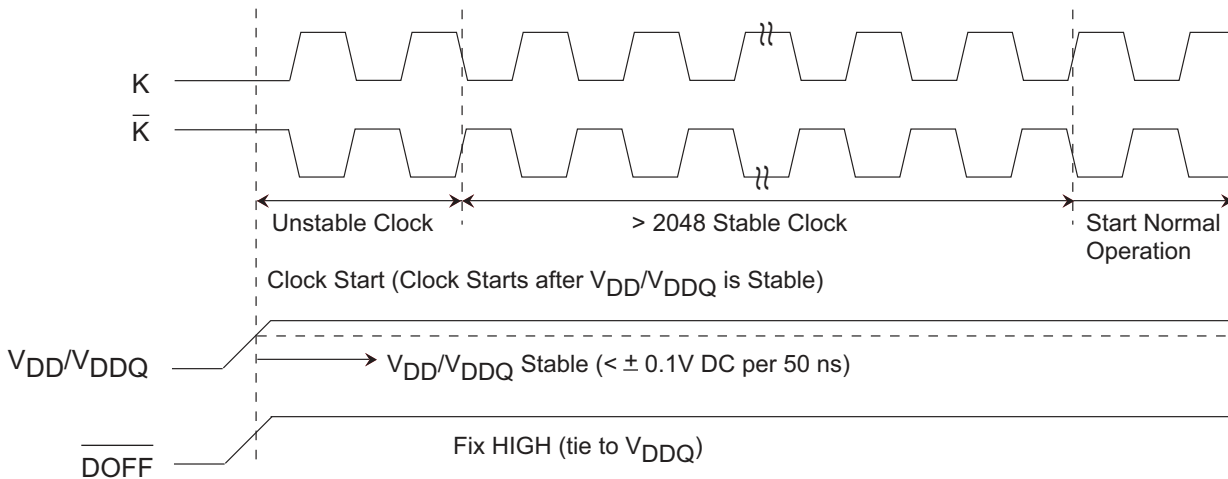 K
K̅
Unstable Clock
> 2048 Stable Clock
Start Normal
Operation
Clock Start (Clock Starts after VDD/VDDQ is Stable)
VDD/VDDQ
VDD/VDDQ Stable (< ± 0.1V DC per 50 ns)
D̅O̅F̅F̅
Fix HIGH (tie to VDDQ)